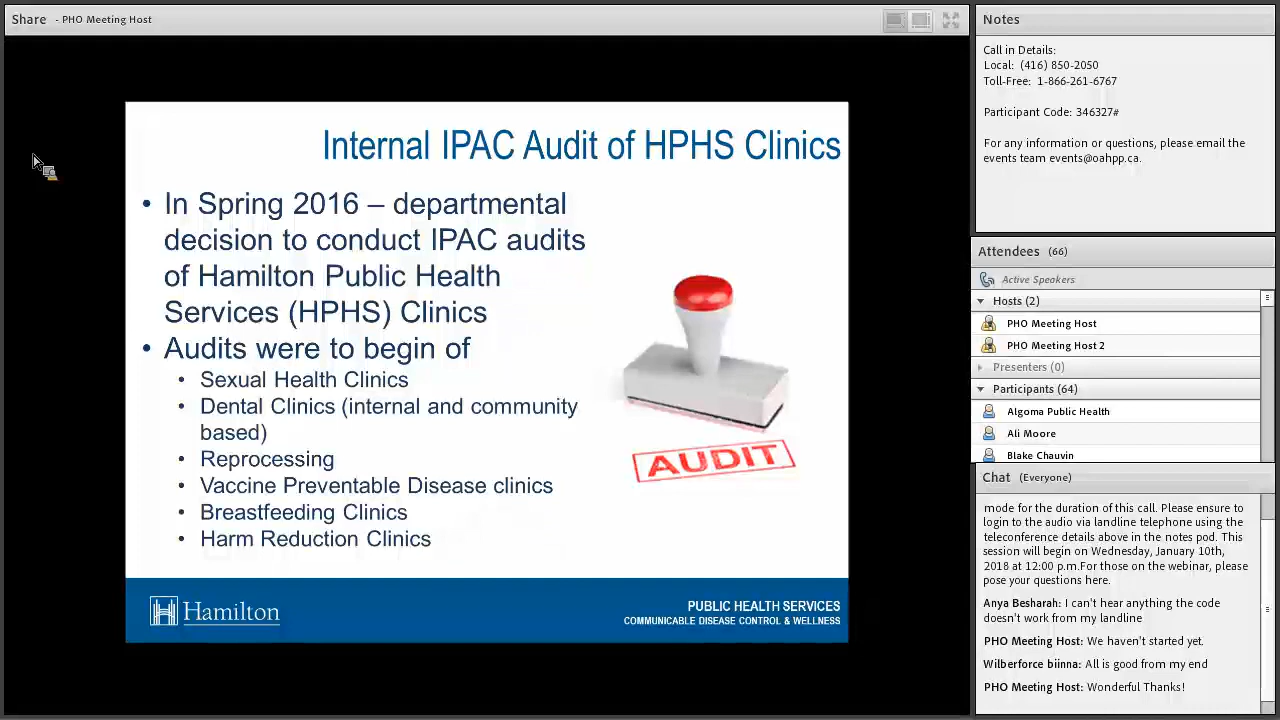 Share - PHO Meeting Host
Internal IPAC Audit of HPHS Clinics
• In Spring 2016 – departmental
decision to conduct IPAC audits
of Hamilton Public Health
Services (HPHS) Clinics
• Audits were to begin of
• Sexual Health Clinics
• Dental Clinics (internal and community
based)
• Reprocessing
• Vaccine Preventable Disease clinics
• Breastfeeding Clinics
• Harm Reduction Clinics
AUDIT
Hamilton
PUBLIC HEALTH SERVICES
COMMUNICABLE DISEASE CONTROL & WELLNESS
Notes
Call in Details:
Local: (416) 850-2050
Toll-Free: 1-866-261-6767
Participant Code: 346327#
For any information or questions, please email the
events team events@oahpp.ca.
Attendees (66)
Active Speakers
Hosts (2)
PHO Meeting Host
PHO Meeting Host 2
Presenters (0)
Participants (64)
Algoma Public Health
Ali Moore
Blake Chauvin
Chat (Everyone)
mode for the duration of this call. Please ensure to
login to the audio via landline telephone using the
teleconference details above in the notes pod. This
session will begin on Wednesday, January 10th,
2018 at 12:00 p.m.For those on the webinar, please
pose your questions here.
Anya Besharah: I can't hear anything the code
doesn't work from my landline
PHO Meeting Host: We haven't started yet.
Wilberforce biinna: All is good from my end
PHO Meeting Host: Wonderful Thanks!